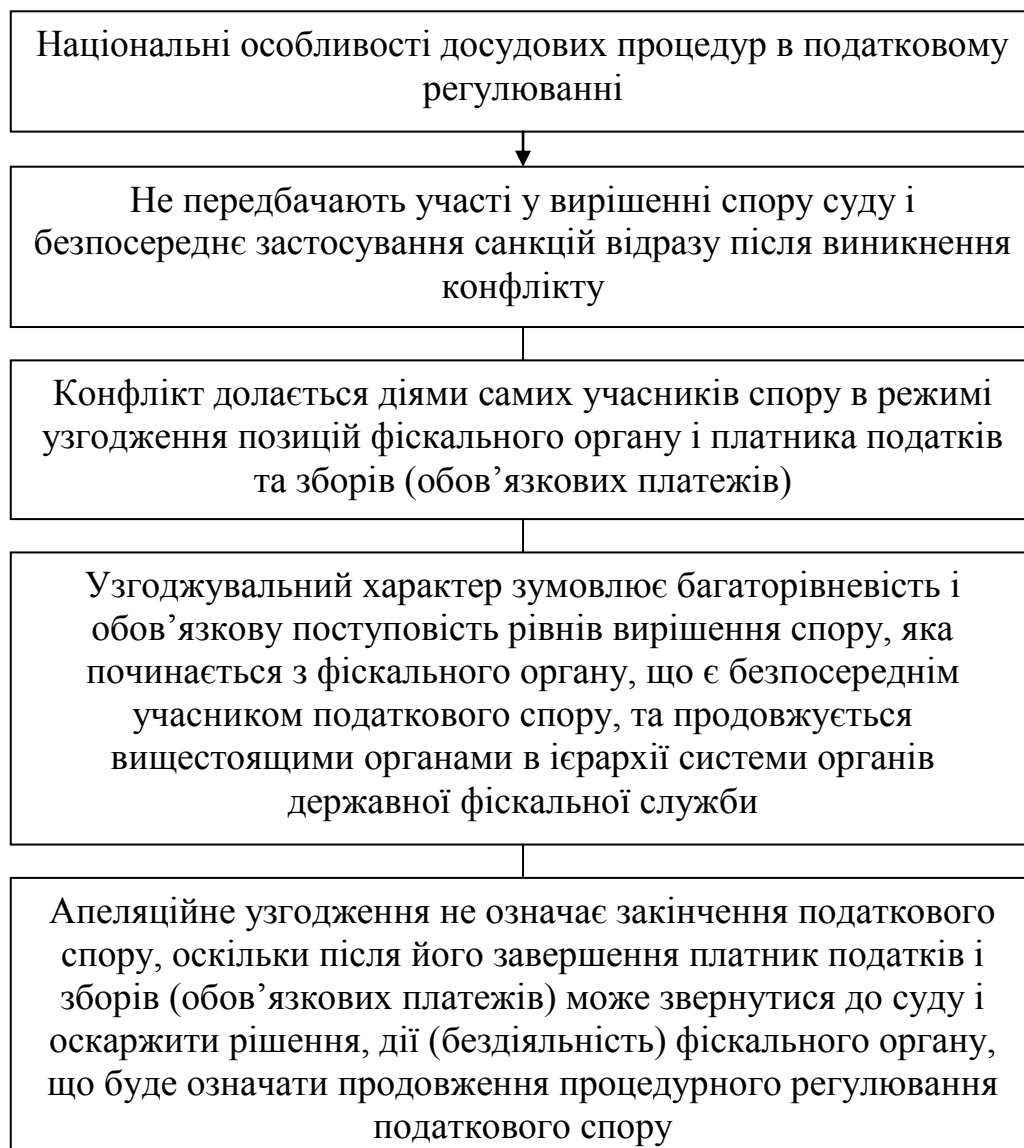 Національні особливості досудових процедур в податковому
регулюванні
Не передбачають участі у вирішенні спору суду і
безпосереднє застосування санкцій відразу після виникнення
конфлікту
Конфлікт долається діями самих учасників спору в режимі
узгодження позицій фіскального органу і платника податків
та зборів (обов’язкових платежів)
Узгоджувальний характер зумовлює багаторівневість і
обов’язкову поступовість рівнів вирішення спору, яка
починається з фіскального органу, що є безпосереднім
учасником податкового спору, та продовжується
вищестоящими органами в ієрархії системи органів
державної фіскальної служби
Апеляційне узгодження не означає закінчення податкового
спору, оскільки після його завершення платник податків і
зборів (обов’язкових платежів) може звернутися до суду і
оскаржити рішення, дії (бездіяльність) фіскального органу,
що буде означати продовження процедурного регулювання
податкового спору